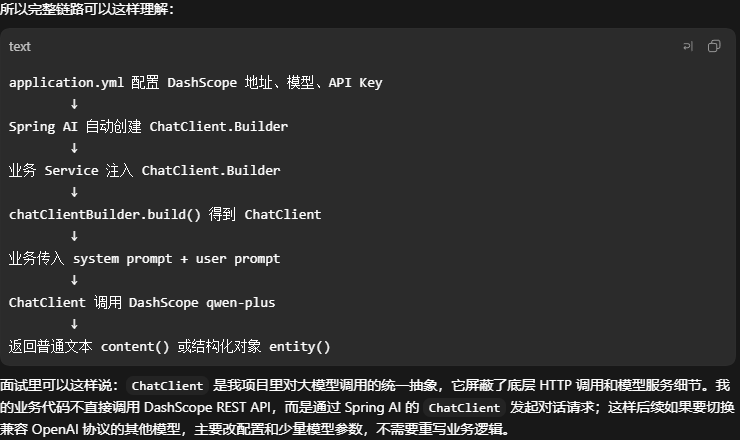 所以完整链路可以这样理解：
text
application.yml 配置 DashScope 地址、模型、API Key
↓
Spring AI 自动创建 ChatClient.Builder
↓
业务 Service 注入 ChatClient.Builder
↓
chatClientBuilder.build() 得到 ChatClient
↓
业务传入 system prompt + user prompt
↓
ChatClient 调用 DashScope qwen-plus
↓
返回普通文本 content() 或结构化对象 entity()
面试里可以这样说： ChatClient 是我项目里对大模型调用的统一抽象，它屏蔽了底层 HTTP 调用和模型服务细节。我
的业务代码不直接调用 DashScope REST API，而是通过 Spring AI 的 ChatClient 发起对话请求；这样后续如果要切换
兼容 OpenAI 协议的其他模型，主要改配置和少量模型参数，不需要重写业务逻辑。